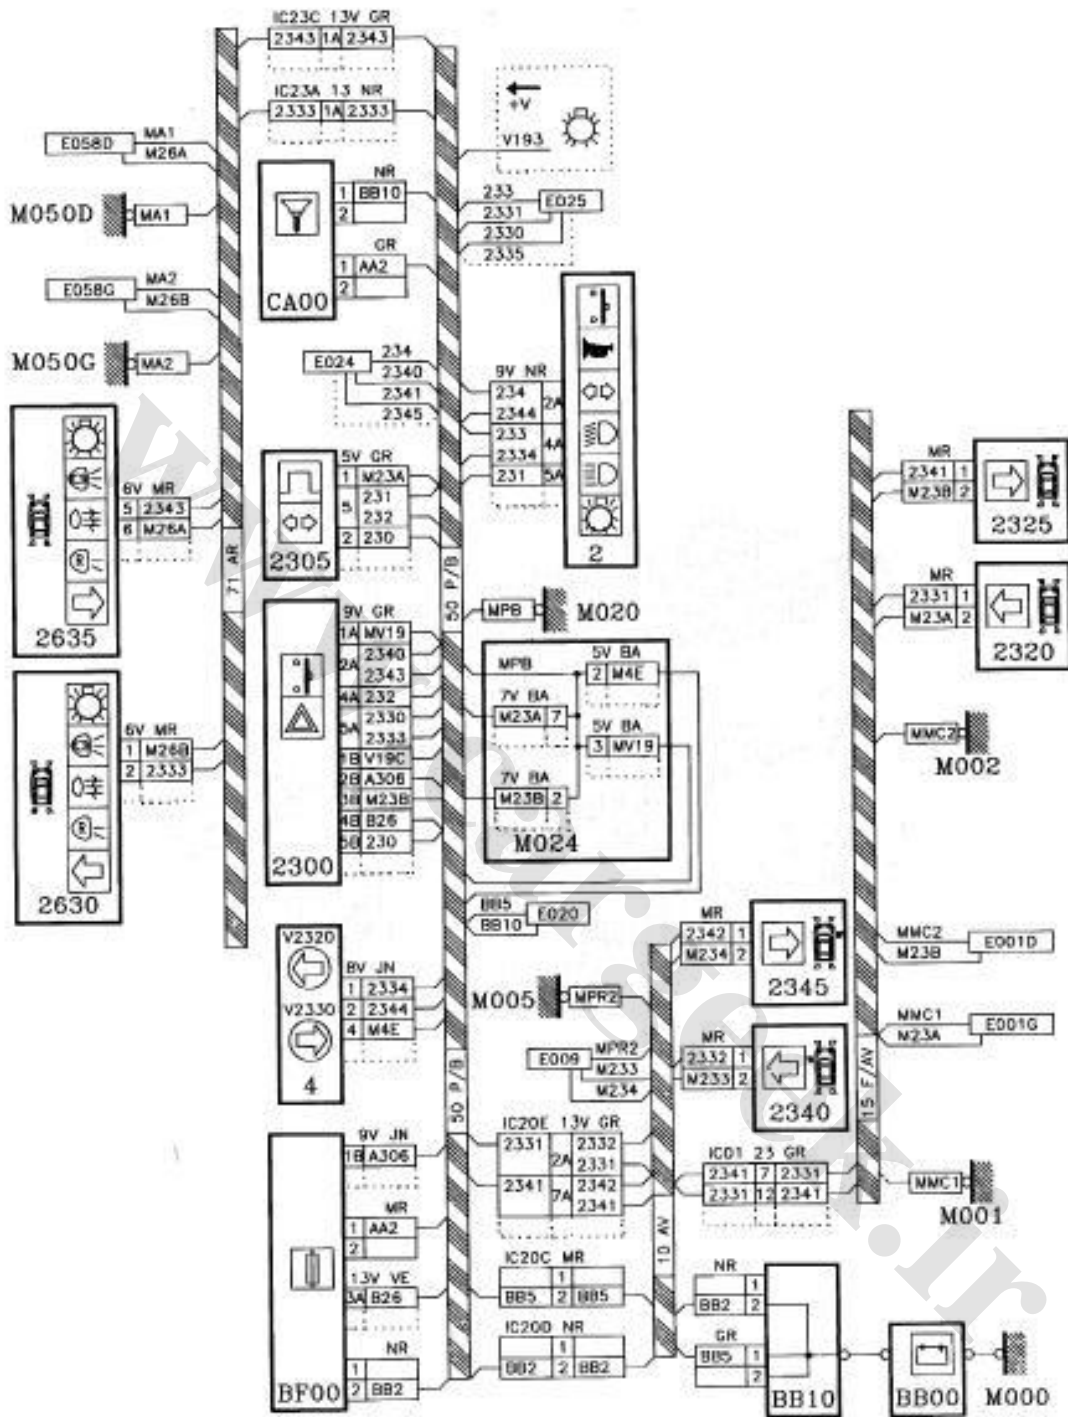 IC23C 13V GR
2343 1A 2343
IC23A 13 NR
2333 1A 2333
+V
V193
E058D
MA1
M26A
M050D
MA1
E058G
MA2
M26B
M050G
MA2
NR
1 BB10
2
GR
1 AA2
2
CA00
233
2331
2330
2335
E025
E024
234
2340
2341
2345
9V NR
234
2344
2A
233
2334
4A
231 5A
2
6V MR
5 2343
6 M26A
2635
6V MR
1 M26B
2 2333
2630
71 AR
5V GR
1 M23A
5
231
232
2 230
2305
50 P/B
MPB
M020
9V GR
1A MV19
2A
2340
2343
4A 232
5A
2330
2333
1B V19C
2B A306
3B M23B
4B B26
5B 230
2300
MPB
5V BA
2 M4E
7V BA
M23A 7
5V BA
3 MV19
7V BA
M23B 2
M024
MR
2341 1
M23B 2
2325
MR
2331 1
M23A 2
2320
MMC2
M002
BB5
BB10
E020
V2320
V2330
8V JN
1 2334
2 2344
4 M4E
4
M005
MPR2
E009
MPR2
M233
M234
MR
2342 1
M234 2
2345
MR
2332 1
M233 2
2340
MMC2
M23B
E001D
MMC1
M23A
E001G
15 F/AV
50 P/B
9V JN
1B A306
MR
1 AA2
2
13V VE
3A B26
NR
1
2 BB2
BF00
IC20E 13V GR
2331
2A
2332
2331
2341
7A
2342
2341
10 AV
IC01 23 GR
2341 7 2331
2331 12 2341
MMC1
M001
IC20C MR
1
BB5 2 BB5
IC20D NR
1
BB2 2 BB2
NR
1
BB2 2
GR
BB5 1
2
BB10
BB00
M000
www.cargeek.ir